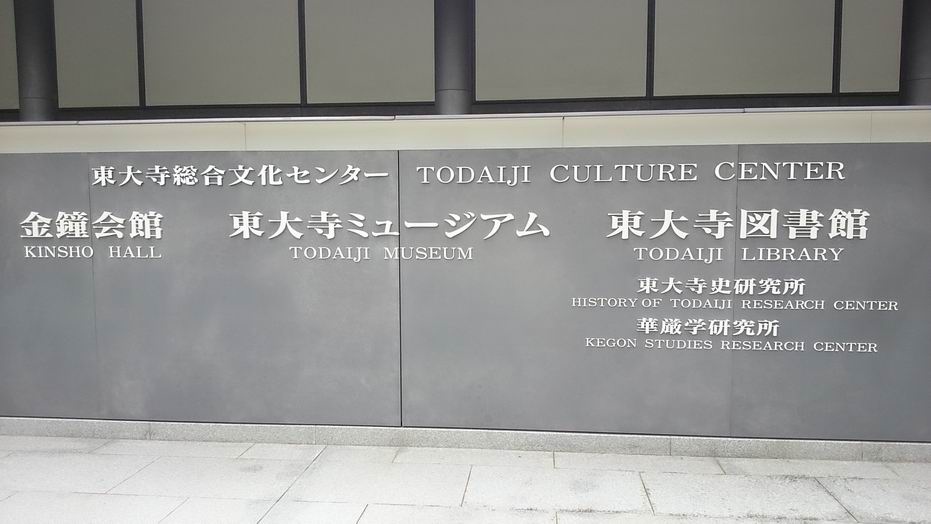 東大寺総合文化センター TODAIJI CULTURE CENTER
金鐘会館 東大寺ミュージアム 東大寺図書館
KINSHO HALL TODAIJI MUSEUM TODAIJI LIBRARY
東大寺史研究所
HISTORY OF TODAIJI RESEARCH CENTER
華厳学研究所
KEGON STUDIES RESEARCH CENTER